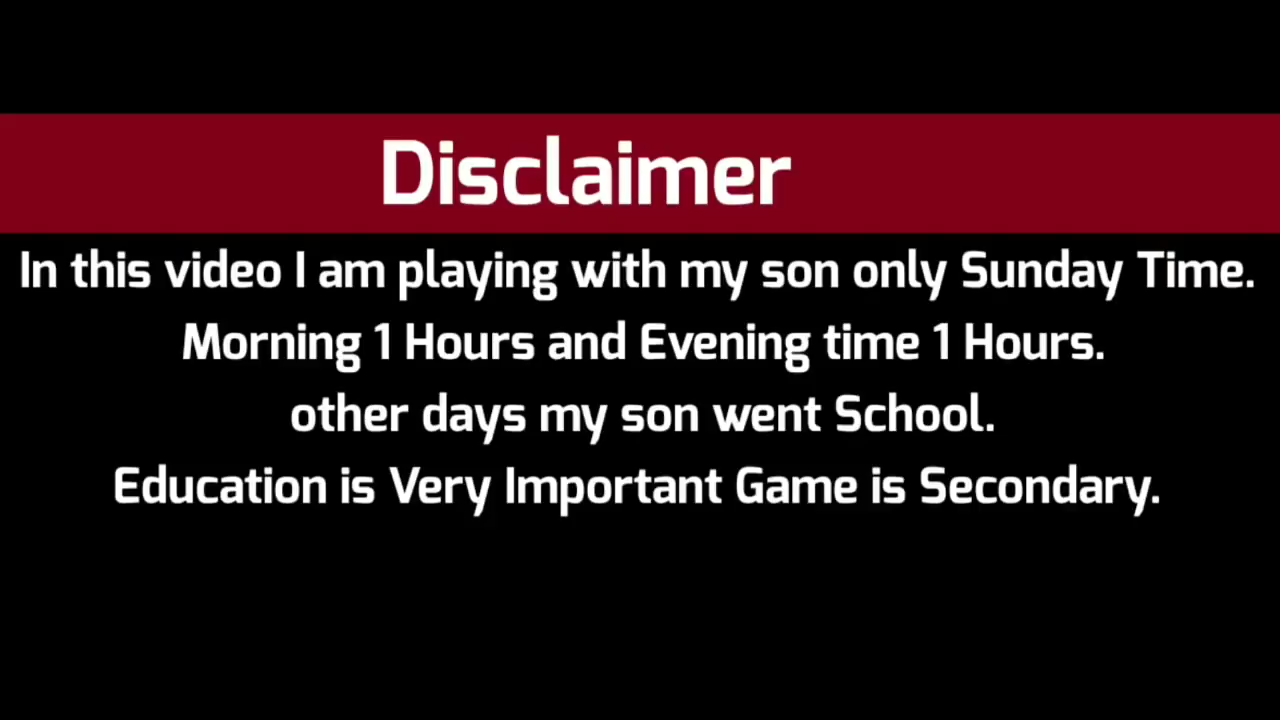 Disclaimer
In this video I am playing with my son only Sunday Time.
Morning 1 Hours and Evening time 1 Hours.
other days my son went School.
Education is Very Important Game is Secondary.